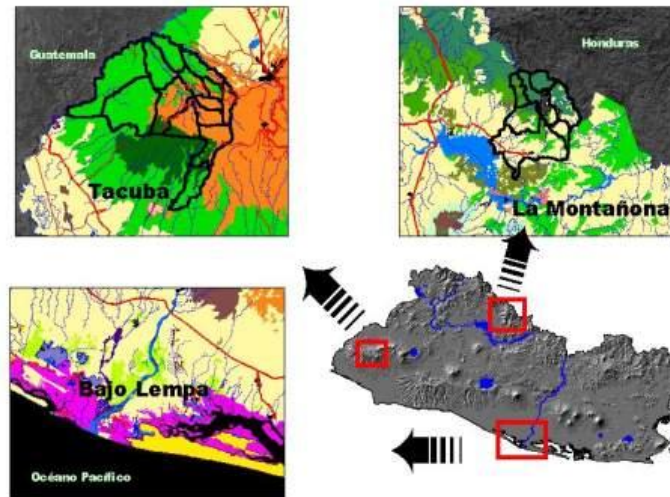 Guatemala
Tacuba
Honduras
La Montañona
Bajo Lempa
Océano Pacífico